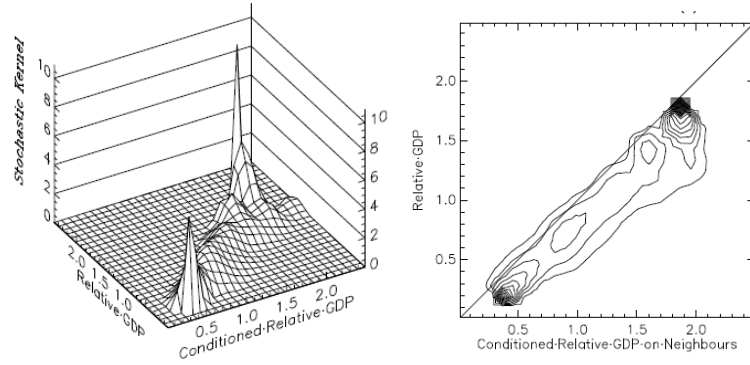 Stochastic Kernel
10
8
6
4
2
0
10
8
6
4
2
0
2.0 1.5 1.0
Relative·GDP
0.5 1.0 1.5 2.0
Conditioned·Relative·GDP
2.0
1.5
1.0
0.5
Relative·GDP
0.5 1.0 1.5 2.0
Conditioned·Relative·GDP·on·Neighbours